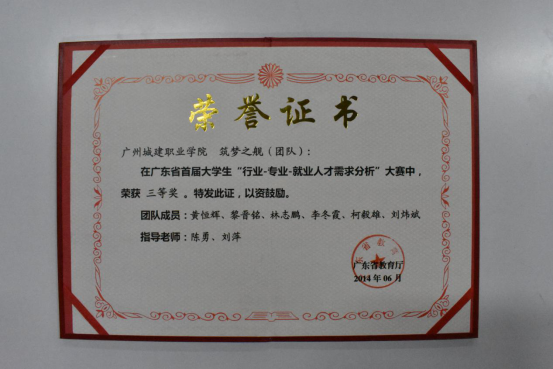 荣誉证书
广州城建职业学院 筑梦之舰（团队）：
在广东省首届大学生“行业-专业-就业人才需求分析”大赛中，
荣获 三等奖 。特发此证，以资鼓励。
团队成员：黄恒辉、黎晋铭、林志鹏、李冬霞、柯毅雄、刘炜斌
指导老师：陈勇、刘萍
广东省教育厅
2014年06月